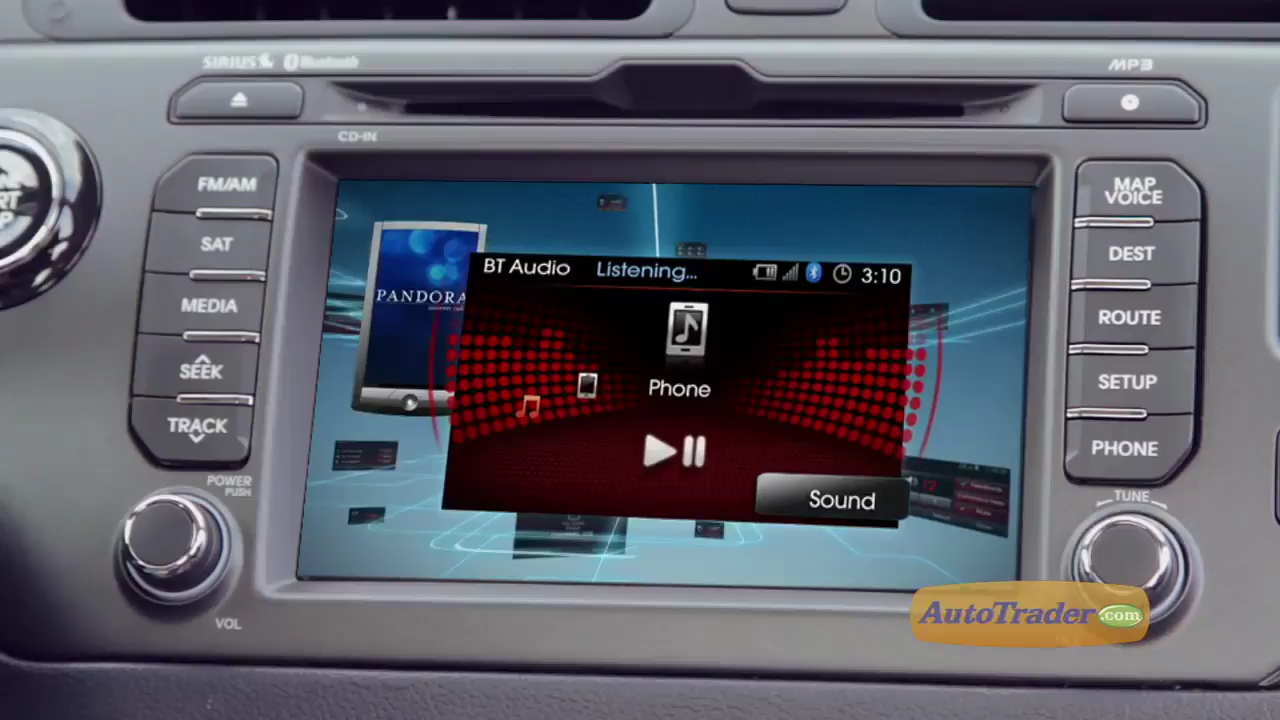 SIRIUS Bluetooth
MP3
CD-IN
FM/AM
SAT
MEDIA
SEEK
TRACK
POWER
PUSH
VOL
MAP
VOICE
DEST
ROUTE
SETUP
PHONE
TUNE
PANDORA
BT Audio Listening... 3:10
Phone
Sound
12
AutoTrader.com